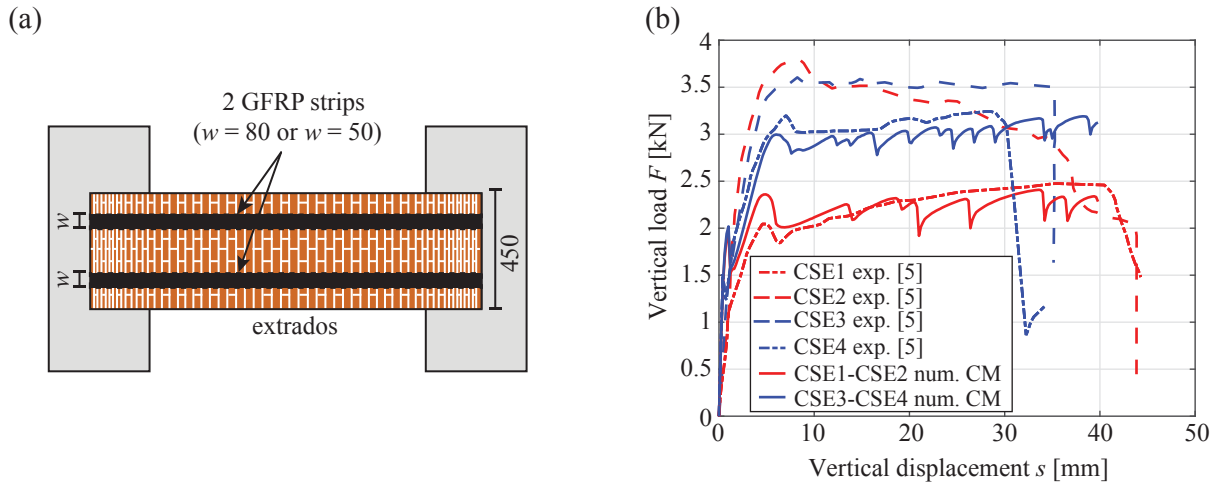 (a)
2 GFRP strips
(w = 80 or w = 50)
w
w
450
extrados
(b)
Vertical load F [kN]
4
3.5
3
2.5
2
1.5
1
0.5
0
CSE1 exp. [5]
CSE2 exp. [5]
CSE3 exp. [5]
CSE4 exp. [5]
CSE1-CSE2 num. CM
CSE3-CSE4 num. CM
0 10 20 30 40 50
Vertical displacement s [mm]